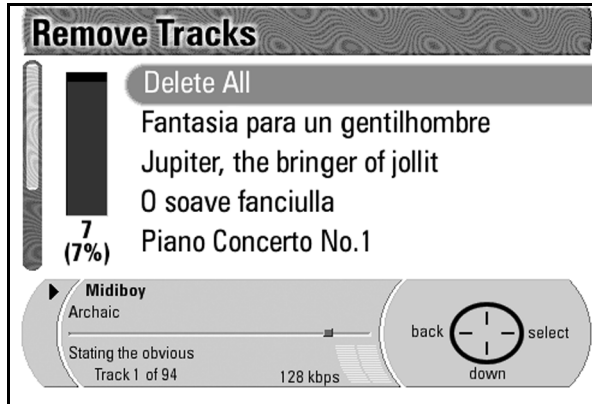 Remove Tracks
Delete All
Fantasia para un gentilhombre
Jupiter, the bringer of jollit
O soave fanciulla
Piano Concerto No.1
7
(7%)
Midiboy
Archaic
Stating the obvious
Track 1 of 94
128 kbps
back
select
down